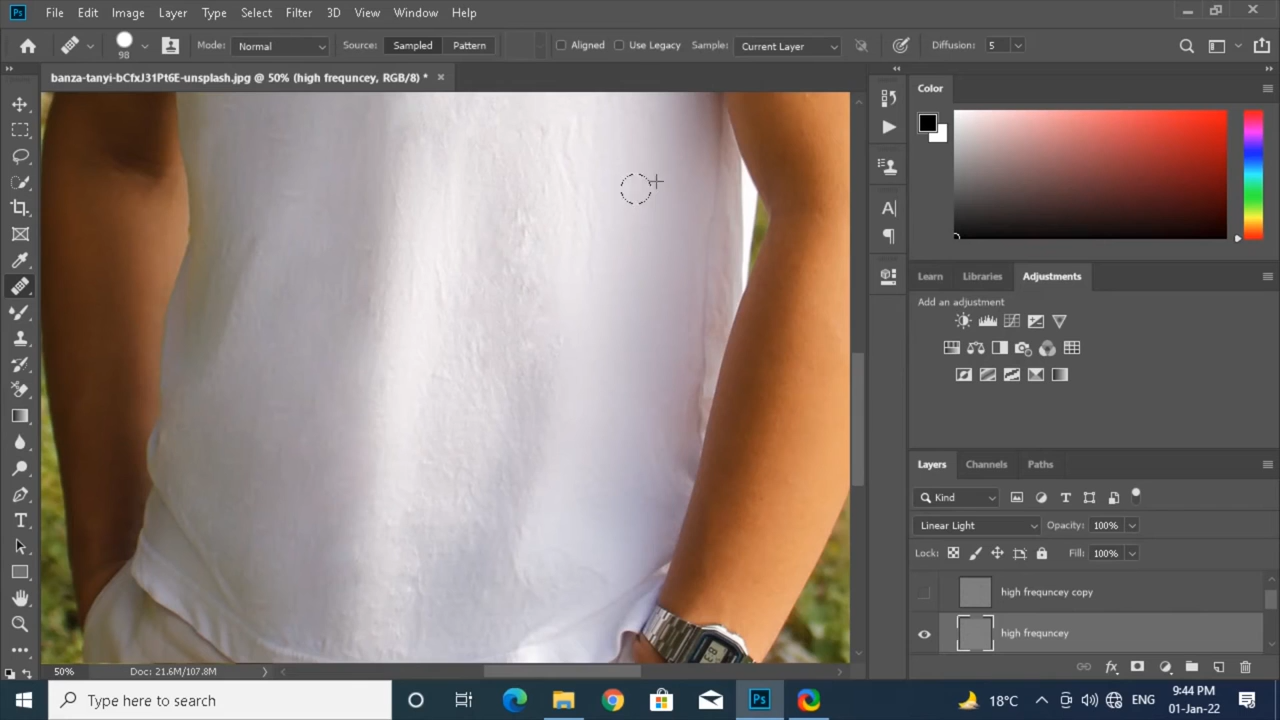 Ps File Edit Image Layer Type Select Filter 3D View Window Help
98 Mode: Normal Source: Sampled Pattern Aligned Use Legacy Sample: Current Layer Diffusion: 5
banza-tanyi-bCfxJ31Pt6E-unsplash.jpg @ 50% (high frequncey, RGB/8) *
Color
Learn Libraries Adjustments
Add an adjustment
Layers Channels Paths
Kind
Linear Light Opacity: 100%
Lock: Fill: 100%
high frequncey copy
high frequncey
50% Doc: 21.6M/107.8M
Type here to search Ps 18°C ENG 9:44 PM
01-Jan-22